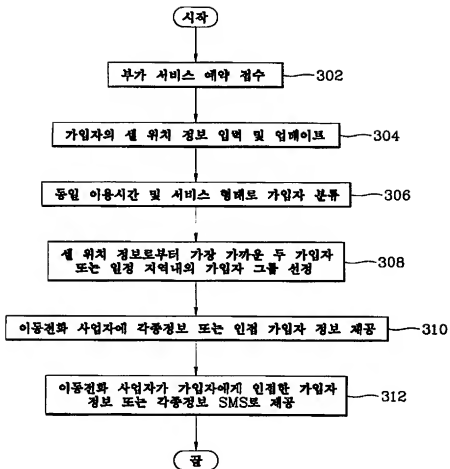 시작
부가 서비스 예약 접수
302
가입자의 셀 위치 정보 입력 및 업데이트
304
동일 이용시간 및 서비스 형태로 가입자 분류
306
셀 위치 정보로부터 가장 가까운 두 가입자
또는 일정 지역내의 가입자 그룹 선정
308
이동전화 사업자에 각종정보 또는 인접 가입자 정보 제공
310
이동전화 사업자가 가입자에게 인접한 가입자
정보 또는 각종정보 SMS로 제공
312
끝